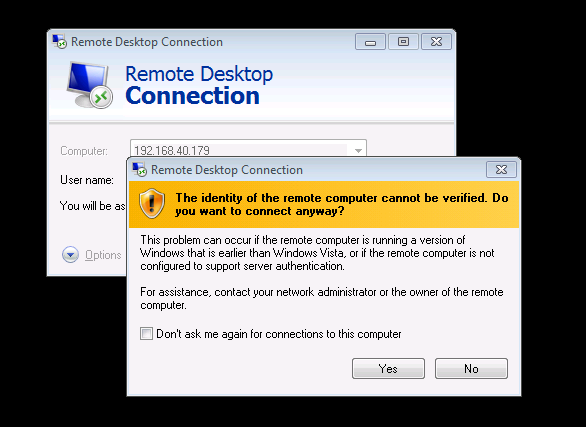 Remote Desktop Connection
Remote Desktop
Connection
Computer:
192.168.40.179
User name:
You will be as
Options
Remote Desktop Connection
The identity of the remote computer cannot be verified. Do
you want to connect anyway?
This problem can occur if the remote computer is running a version of
Windows that is earlier than Windows Vista, or if the remote computer is not
configured to support server authentication.
For assistance, contact your network administrator or the owner of the remote
computer.
Don't ask me again for connections to this computer
Yes
No